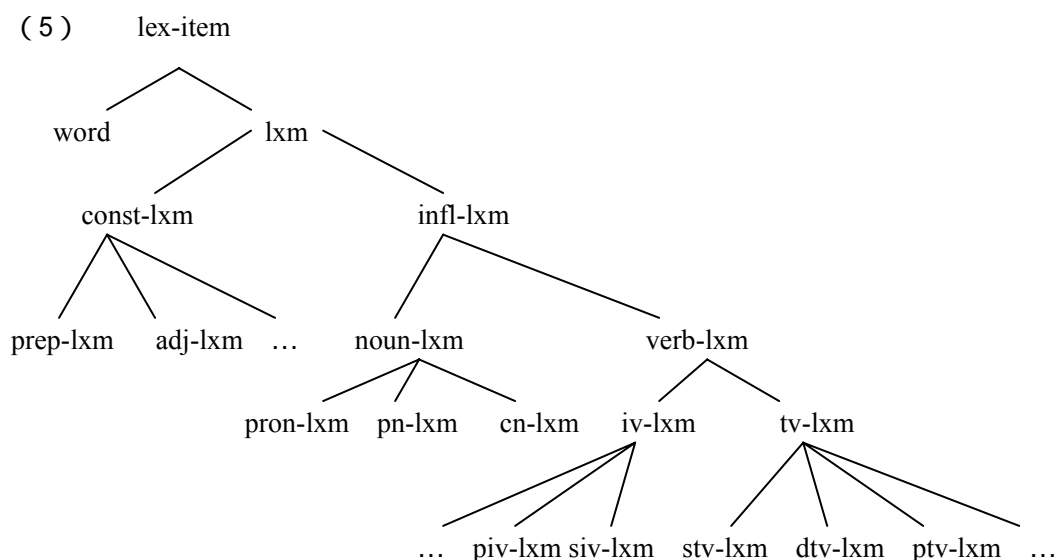 (5) lex-item
word lxm
const-lxm infl-lxm
prep-lxm adj-lxm … noun-lxm verb-lxm
pron-lxm pn-lxm cn-lxm iv-lxm tv-lxm
… piv-lxm siv-lxm stv-lxm dtv-lxm ptv-lxm …